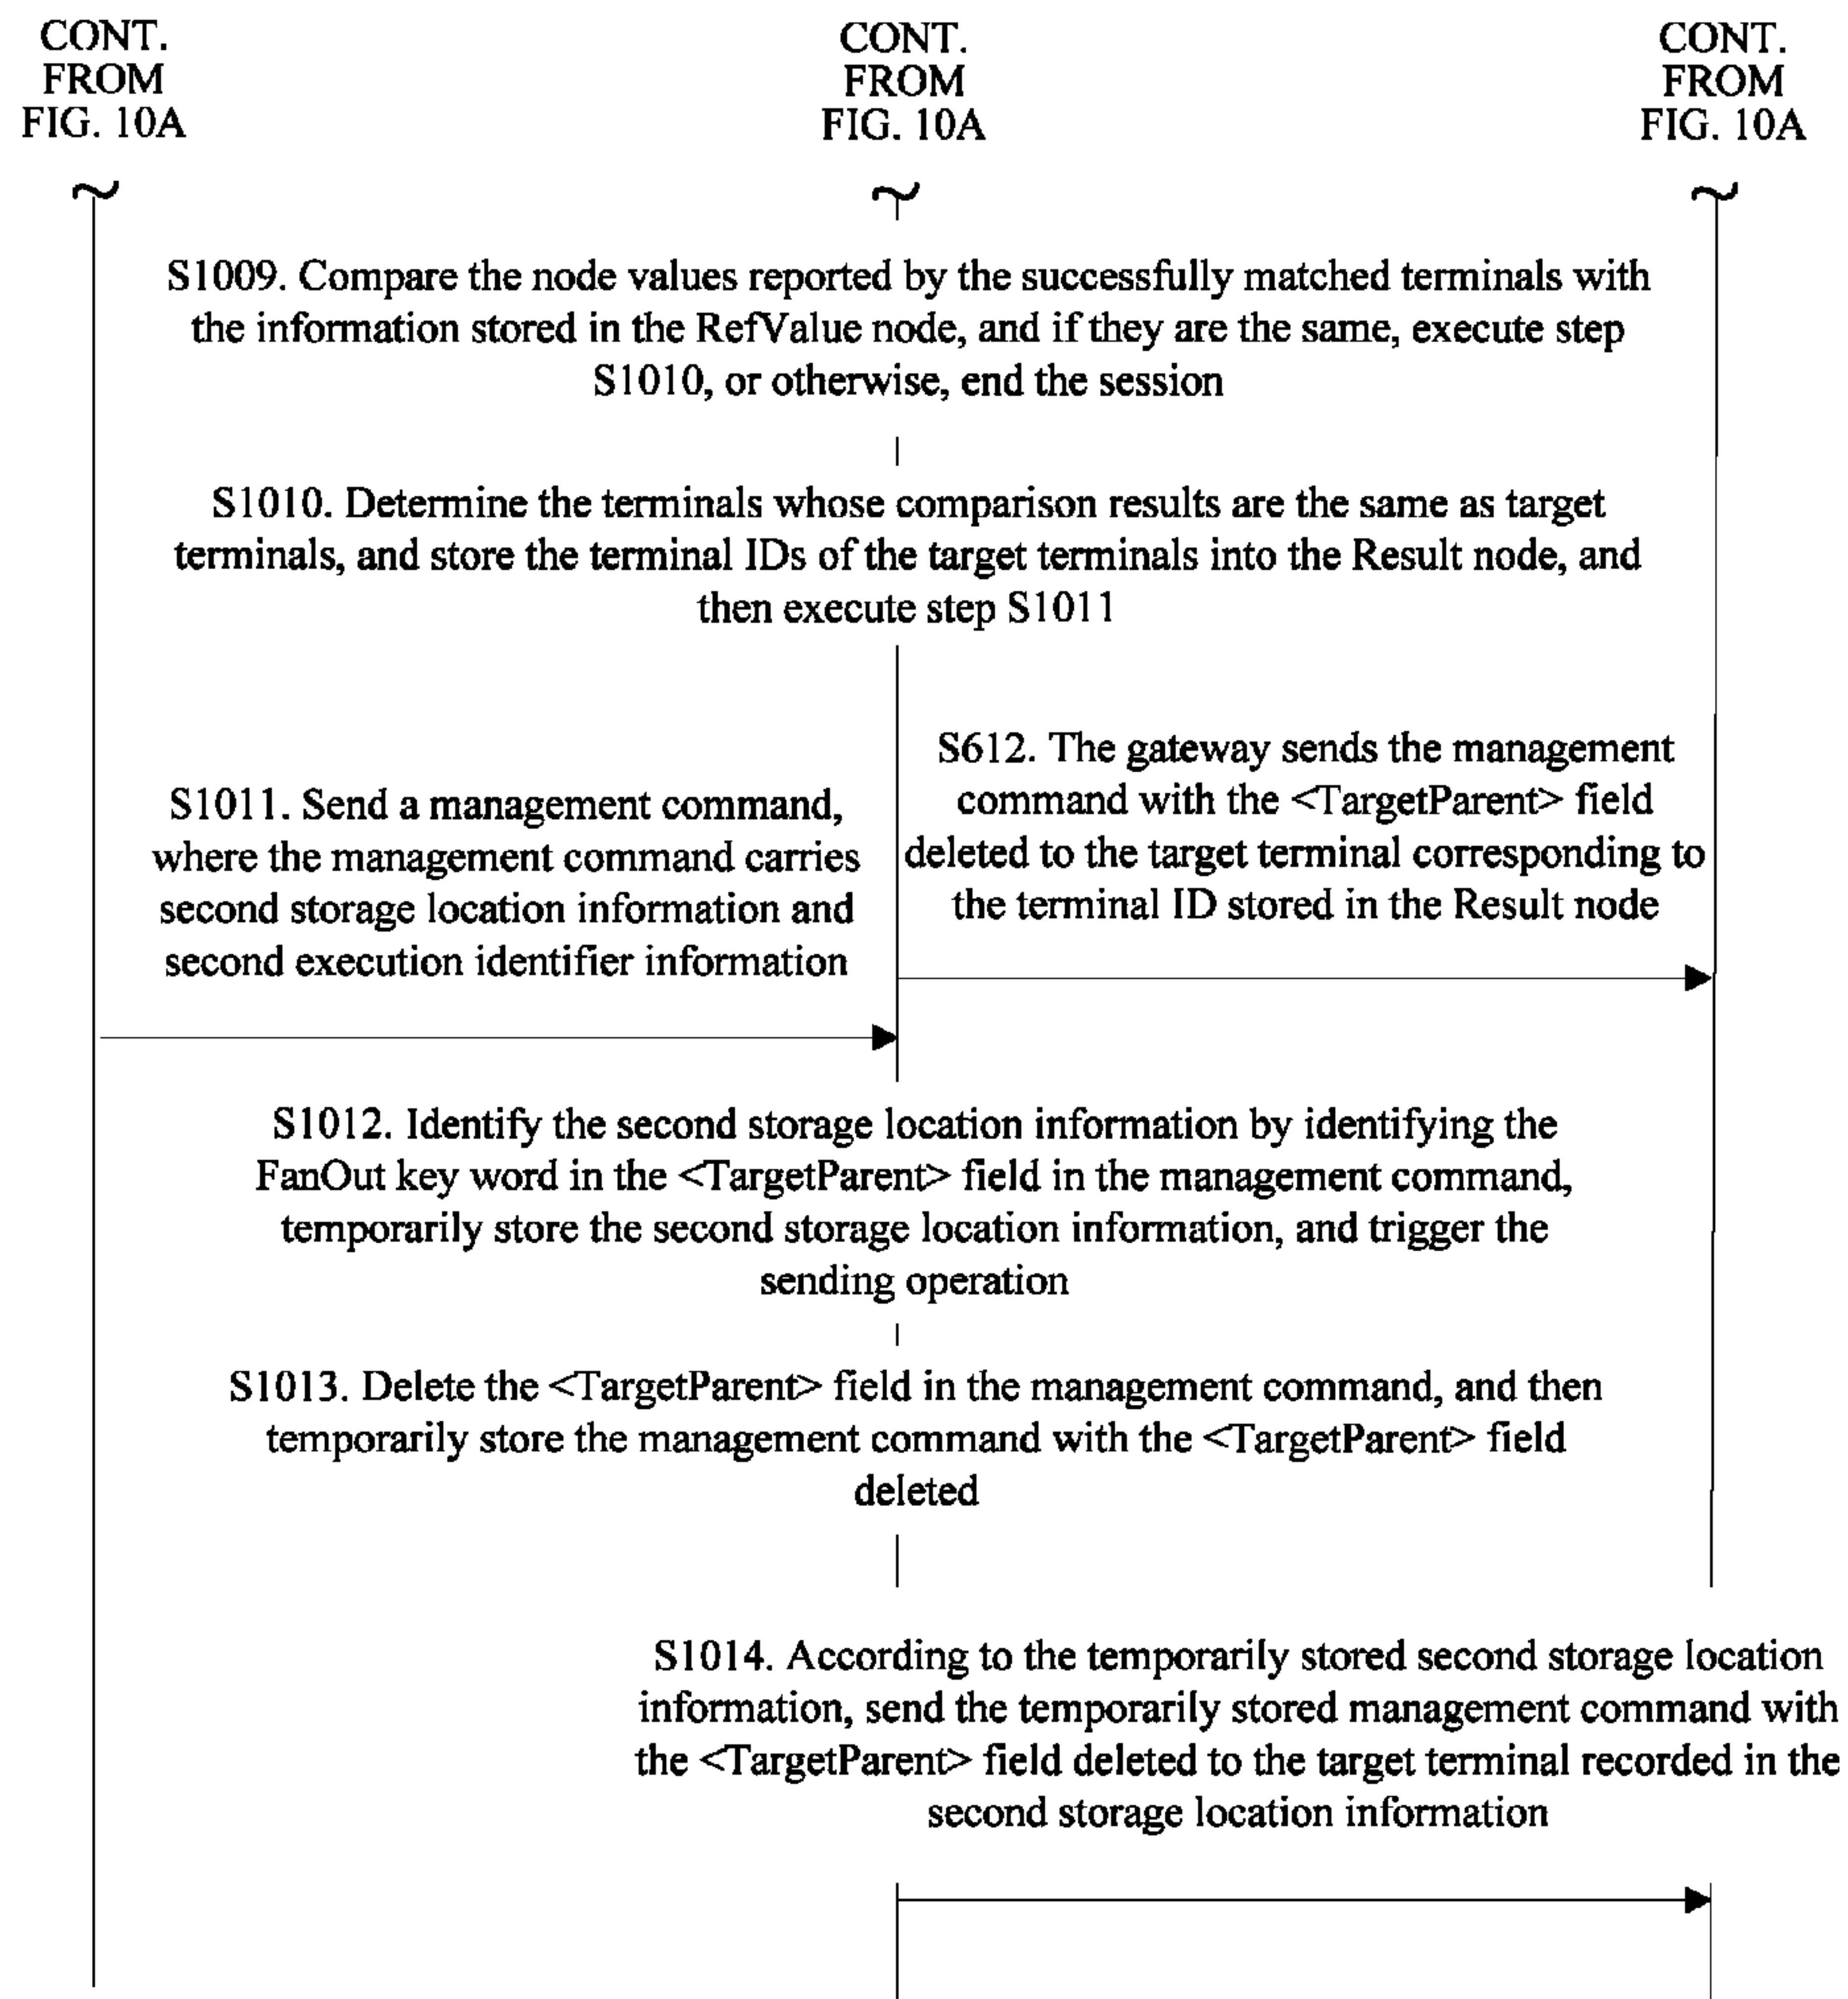 CONT.
FROM
FIG. 10A
CONT.
FROM
FIG. 10A
CONT.
FROM
FIG. 10A
S1009. Compare the node values reported by the successfully matched terminals with
the information stored in the RefValue node, and if they are the same, execute step
S1010, or otherwise, end the session
S1010. Determine the terminals whose comparison results are the same as target
terminals, and store the terminal IDs of the target terminals into the Result node, and
then execute step S1011
S612. The gateway sends the management
command with the <TargetParent> field
deleted to the target terminal corresponding to
the terminal ID stored in the Result node
S1011. Send a management command,
where the management command carries
second storage location information and
second execution identifier information
S1012. Identify the second storage location information by identifying the
FanOut key word in the <TargetParent> field in the management command,
temporarily store the second storage location information, and trigger the
sending operation
S1013. Delete the <TargetParent> field in the management command, and then
temporarily store the management command with the <TargetParent> field
deleted
S1014. According to the temporarily stored second storage location
information, send the temporarily stored management command with
the <TargetParent> field deleted to the target terminal recorded in the
second storage location information